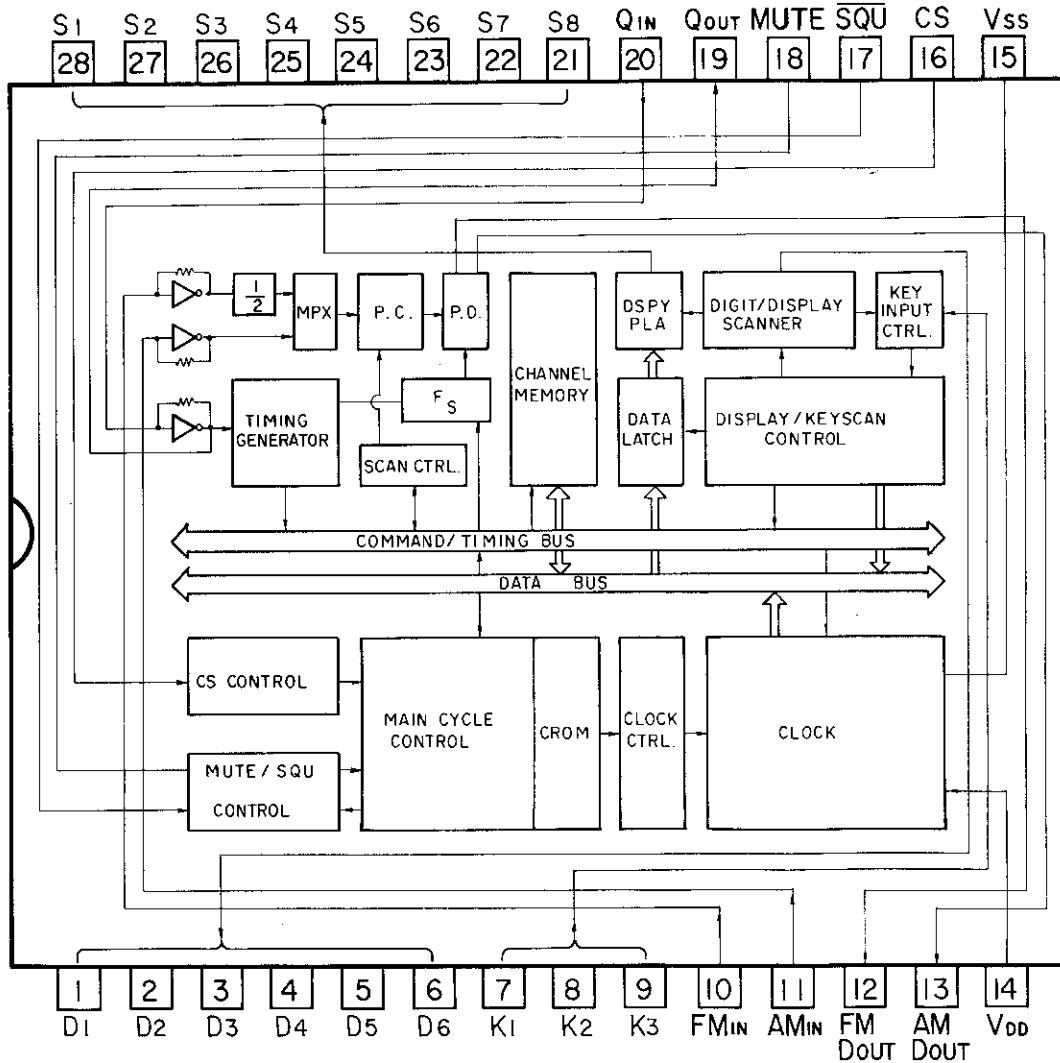 S1 S2 S3 S4 S5 S6 S7 S8 QIN QOUT MUTE S̅Q̅U̅ CS VSS
28 27 26 25 24 23 22 21 20 19 18 17 16 15
1/2
MPX
P.C.
P.D.
CHANNEL
MEMORY
DSPY
PLA
DIGIT/DISPLAY
SCANNER
KEY
INPUT
CTRL.
TIMING
GENERATOR
FS
SCAN CTRL.
DATA
LATCH
DISPLAY/KEYSCAN
CONTROL
COMMAND/TIMING BUS
DATA BUS
CS CONTROL
MUTE/SQU
CONTROL
MAIN CYCLE
CONTROL
CROM
CLOCK
CTRL.
CLOCK
1 2 3 4 5 6 7 8 9 10 11 12 13 14
D1 D2 D3 D4 D5 D6 K1 K2 K3 FMIN AMIN FM AM VDD
DOUT DOUT